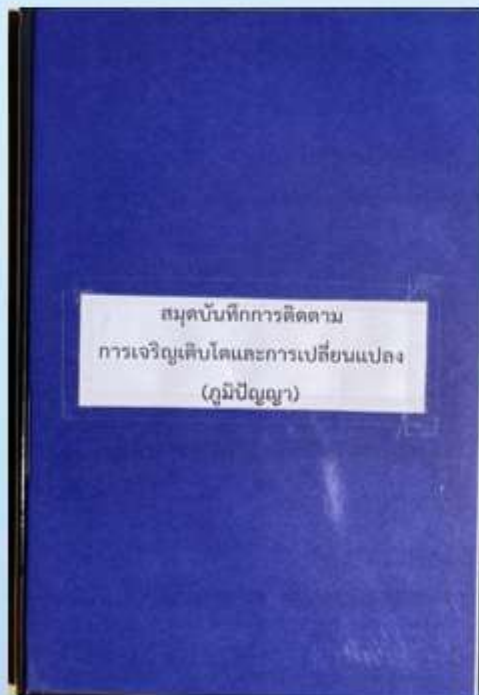 สมุดบันทึกการติดตาม
การเจริญเติบโตและการเปลี่ยนแปลง
(ภูมิปัญญา)